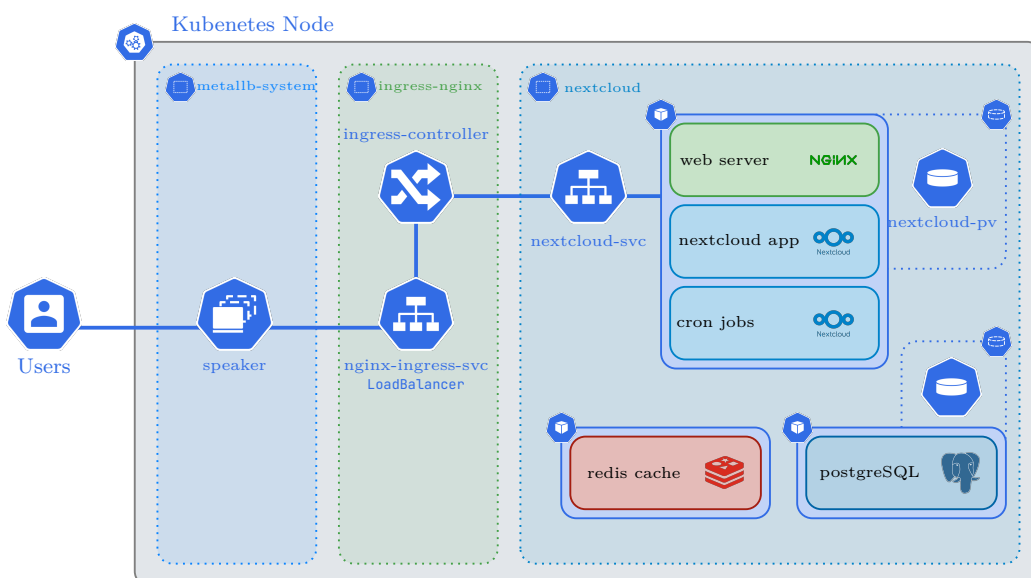 Kubenetes Node
metallb-system
ingress-nginx
nextcloud
ingress-controller
web server
NGiNX
nextcloud-pv
nextcloud-svc
nextcloud app
Nextcloud
cron jobs
Nextcloud
Users
speaker
nginx-ingress-svc
LoadBalancer
redis cache
postgreSQL